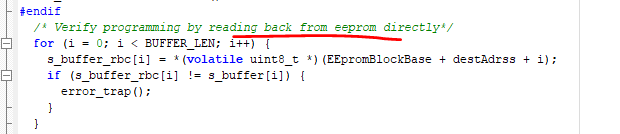 #endif
/* Verify programming by reading back from eeprom directly*/
for (i = 0; i < BUFFER_LEN; i++) {
s_buffer_rbc[i] = *(volatile uint8_t *)(EEpromBlockBase + destAdrss + i);
if (s_buffer_rbc[i] != s_buffer[i]) {
error_trap();
}
}